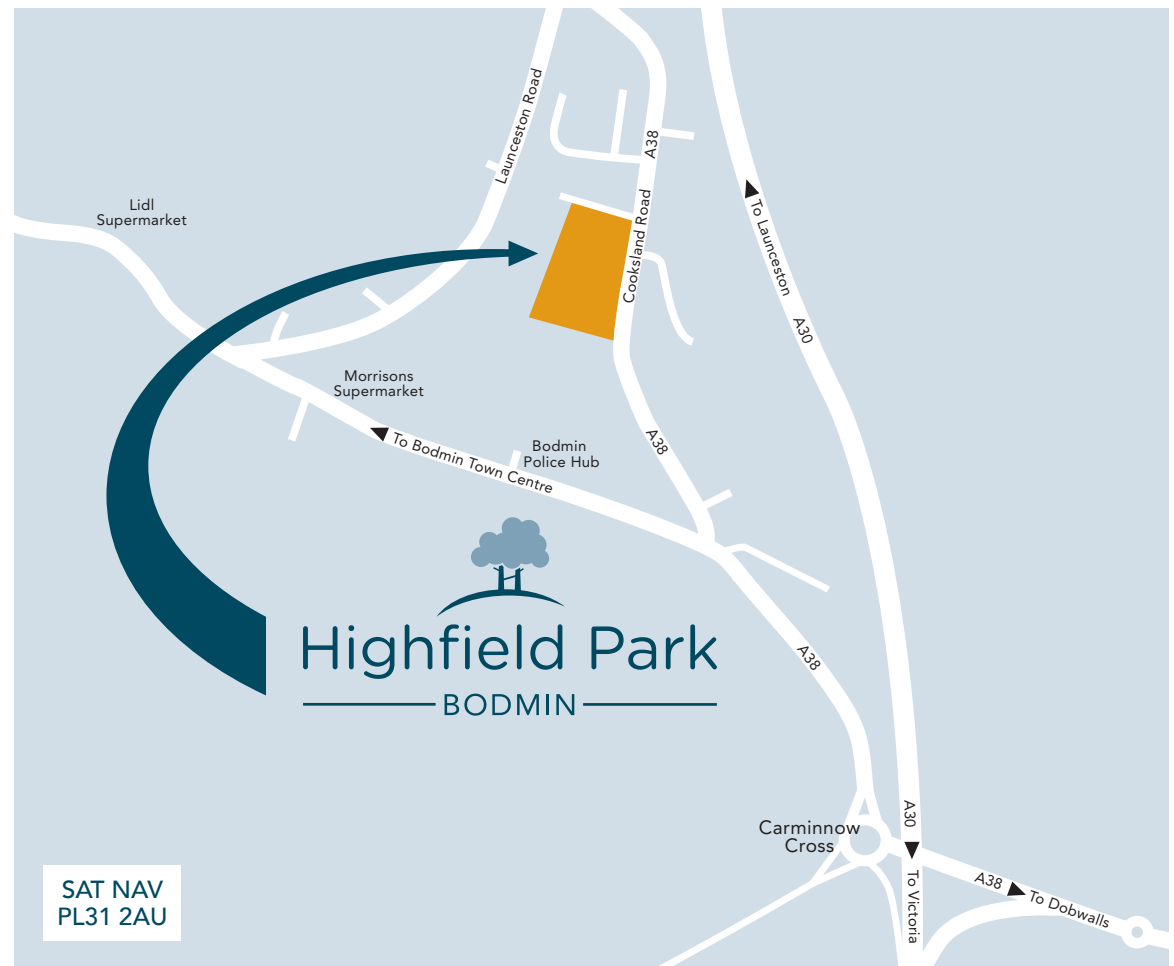 Launceston Road
A38
Lidl
Supermarket
Cooksland Road
To Launceston
A30
Morrisons
Supermarket
To Bodmin Town Centre
Bodmin
Police Hub
A38
Highfield Park
BODMIN
A38
Carminnow
Cross
A30
To Victoria
A38
To Dobwalls
SAT NAV
PL31 2AU